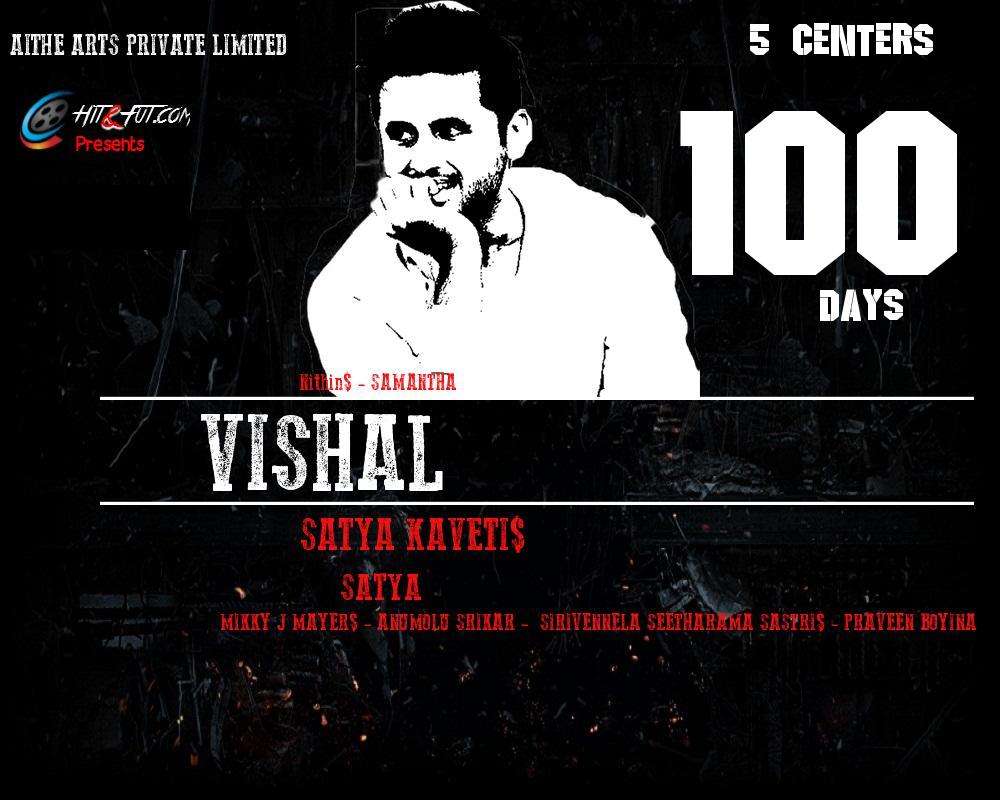 AITHE ARTS PRIVATE LIMITED
5 CENTERS
HIT&FUT.COM
Presents
100
DAYS
Nithin$ - SAMANTHA
VISHAL
SATYA KAVETI$
SATYA
MIKKY J MAYER$ - ANUMOLU SRIKAR - SIRIVENNELA SEETHARAMA SASTRI$ - PRAVEEN BOYINA